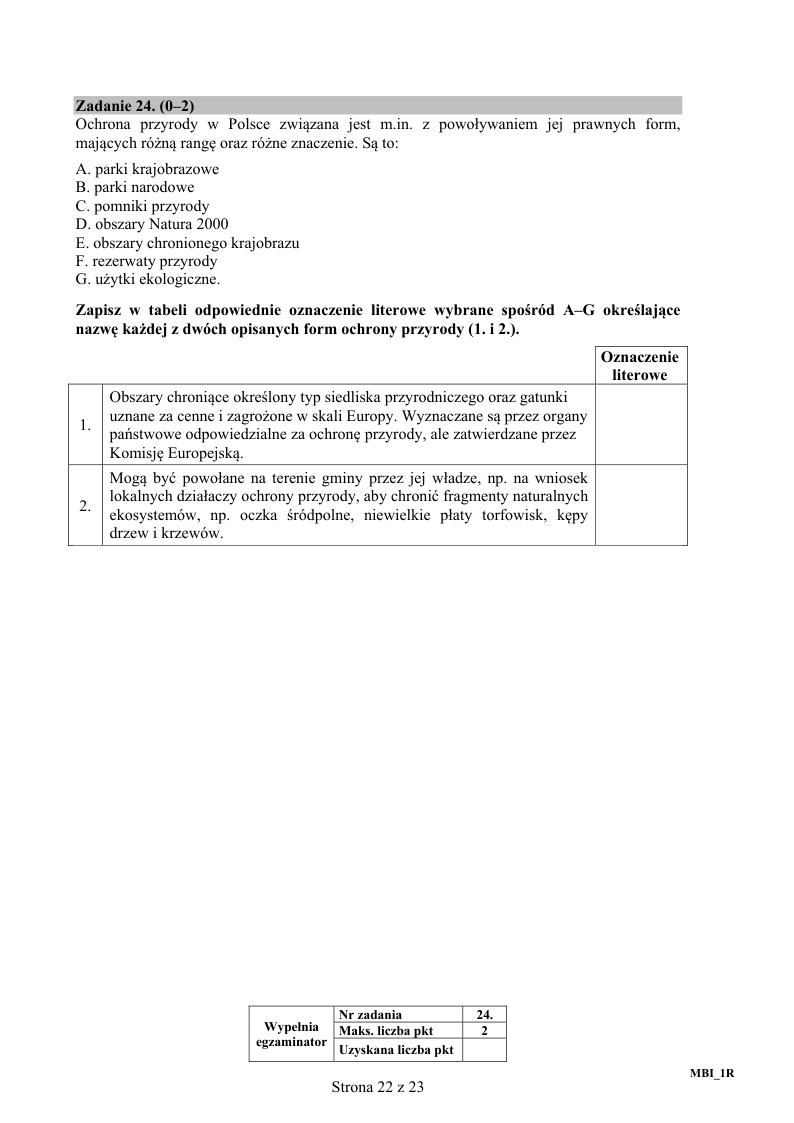 Zadanie 24. (0–2)
Ochrona przyrody w Polsce związana jest m.in. z powoływaniem jej prawnych form,
mających różną rangę oraz różne znaczenie. Są to:
A. parki krajobrazowe
B. parki narodowe
C. pomniki przyrody
D. obszary Natura 2000
E. obszary chronionego krajobrazu
F. rezerwaty przyrody
G. użytki ekologiczne.
Zapisz w tabeli odpowiednie oznaczenie literowe wybrane spośród A–G określające
nazwę każdej z dwóch opisanych form ochrony przyrody (1. i 2.).
Oznaczenie
literowe
1.
Obszary chroniące określony typ siedliska przyrodniczego oraz gatunki
uznane za cenne i zagrożone w skali Europy. Wyznaczane są przez organy
państwowe odpowiedzialne za ochronę przyrody, ale zatwierdzane przez
Komisję Europejską.
2.
Mogą być powołane na terenie gminy przez jej władze, np. na wniosek
lokalnych działaczy ochrony przyrody, aby chronić fragmenty naturalnych
ekosystemów, np. oczka śródpolne, niewielkie płaty torfowisk, kępy
drzew i krzewów.
Wypełnia
egzaminator
Nr zadania 24.
Maks. liczba pkt 2
Uzyskana liczba pkt
MBI_1R
Strona 22 z 23